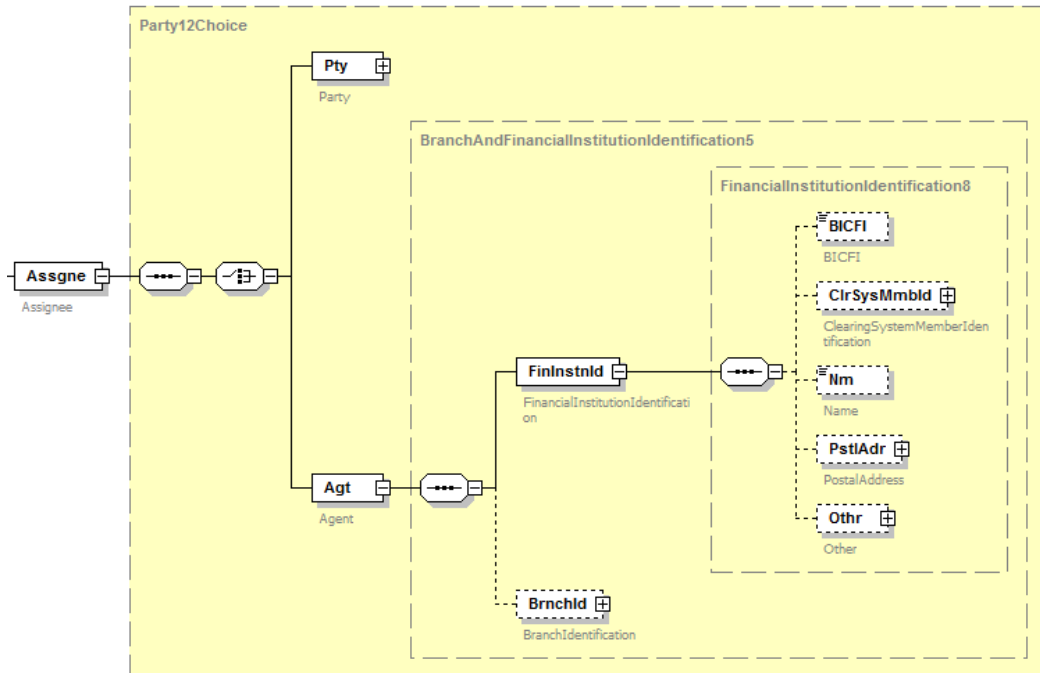 Party12Choice
Pty
Party
BranchAndFinancialInstitutionIdentification5
FinancialInstitutionIdentification8
BICFI
BICFI
Assgne
Assignee
ClrSysMmbId
ClearingSystemMemberIden
tification
FinInstnId
FinancialInstitutionIdentificati
on
Nm
Name
PstlAdr
PostalAddress
Agt
Agent
Othr
Other
BrnchId
BranchIdentification